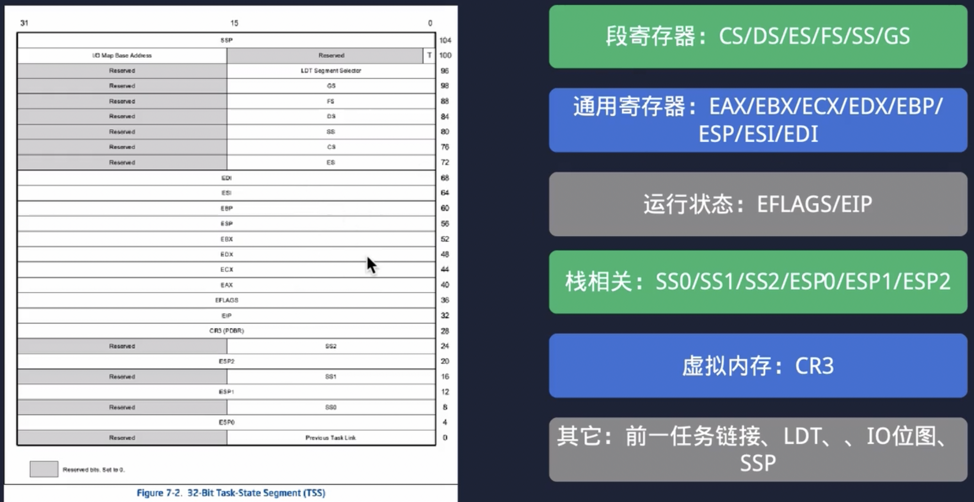 31 15 0
SSP 104
I/O Map Base Address Reserved T 100
Reserved LDT Segment Selector 96
Reserved GS 98
Reserved FS 88
Reserved DS 84
Reserved SS 80
Reserved CS 76
Reserved ES 72
EDI 68
ESI 64
EBP 60
ESP 56
EBX 52
EDX 48
ECX 44
EAX 40
EFLAGS 36
EIP 32
CR3 (PDBR) 28
Reserved SS2 24
ESP2 20
Reserved SS1 16
ESP1 12
Reserved SS0 8
ESP0 4
Reserved Previous Task Link 0
Reserved bits. Set to 0.
Figure 7-2. 32-Bit Task-State Segment (TSS)
段寄存器：CS/DS/ES/FS/SS/GS
通用寄存器：EAX/EBX/ECX/EDX/EBP/
ESP/ESI/EDI
运行状态：EFLAGS/EIP
栈相关：SS0/SS1/SS2/ESP0/ESP1/ESP2
虚拟内存：CR3
其它：前一任务链接、LDT、、IO位图、
SSP